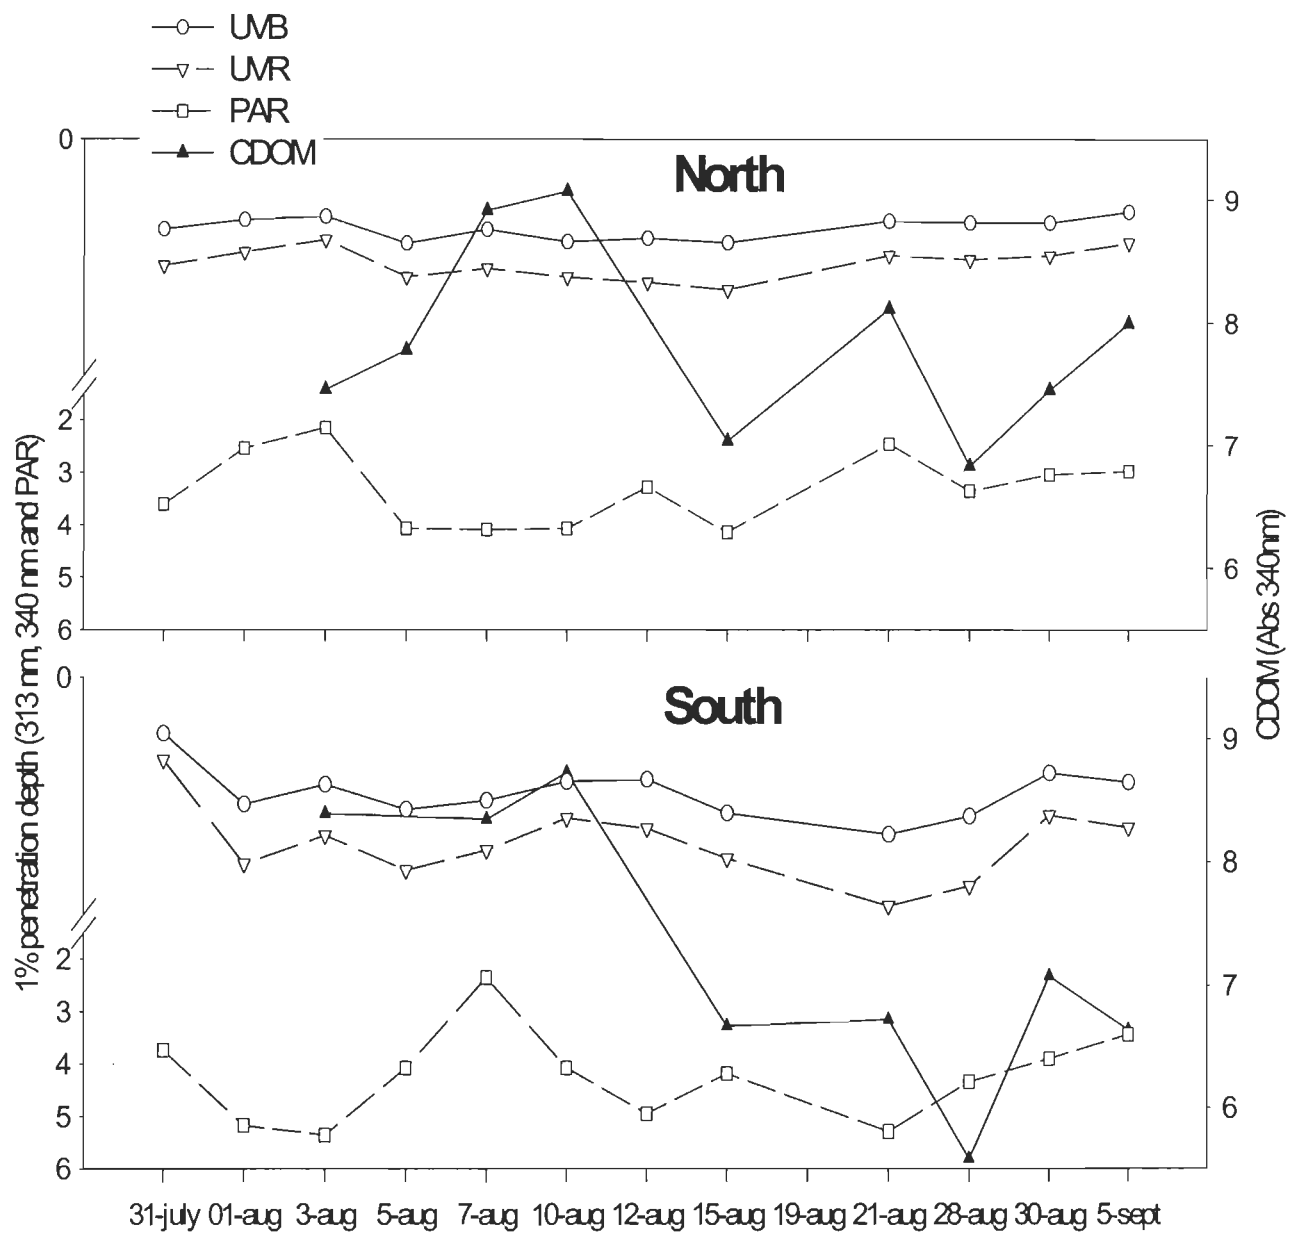 UVB
UVR
PAR
CDOM
North
0
2
3
4
5
6
9
8
7
6
South
0
2
3
4
5
6
9
8
7
6
1% penetration depth (313 nm, 340 nm and PAR)
CDOM (Abs 340nm)
31-july 01-aug 3-aug 5-aug 7-aug 10-aug 12-aug 15-aug 19-aug 21-aug 28-aug 30-aug 5-sept